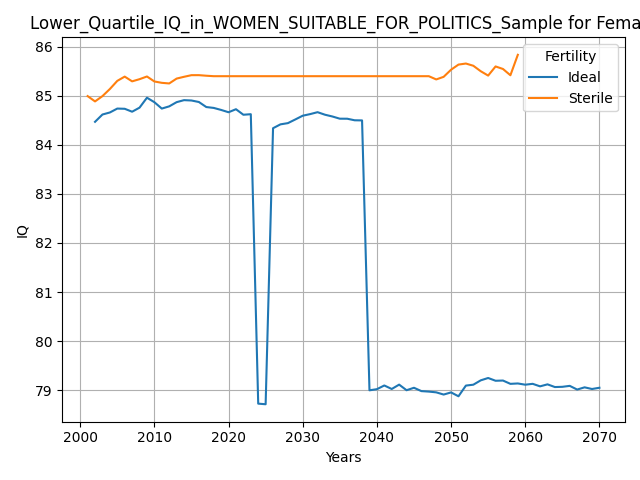 Lower_Quartile_IQ_in_WOMEN_SUITABLE_FOR_POLITICS_Sample for Fema
86
85
84
83
82
81
80
79
IQ
Fertility
Ideal
Sterile
2000 2010 2020 2030 2040 2050 2060 2070
Years